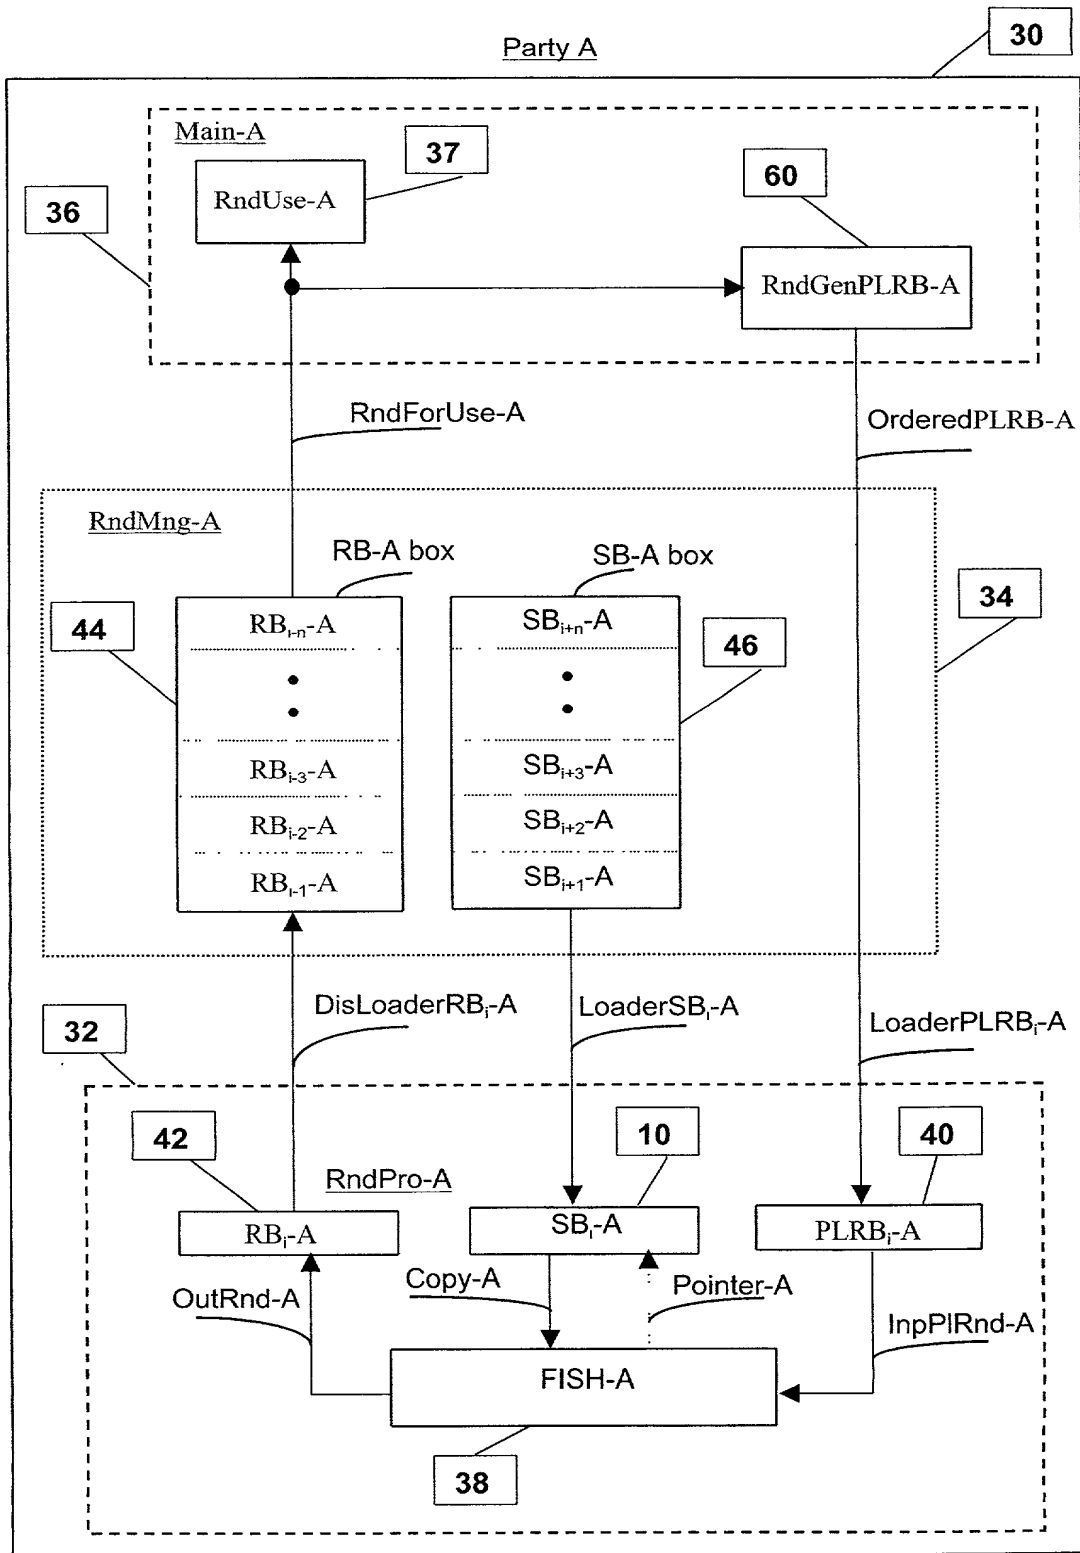 30
Party A
Main-A
37
RndUse-A
60
36
RndGenPLRB-A
RndForUse-A
OrderedPLRB-A
RndMng-A
RB-A box
SB-A box
34
44
RBi-n-A
SBi+n-A
46
RBi-3-A
SBi+3-A
RBi-2-A
SBi+2-A
RBi-1-A
SBi+1-A
DisLoaderRBi-A
LoaderSBi-A
LoaderPLRBi-A
32
42
10
40
RndPro-A
RBi-A
SBi-A
PLRBi-A
Copy-A
Pointer-A
OutRnd-A
InpPlRnd-A
FISH-A
38